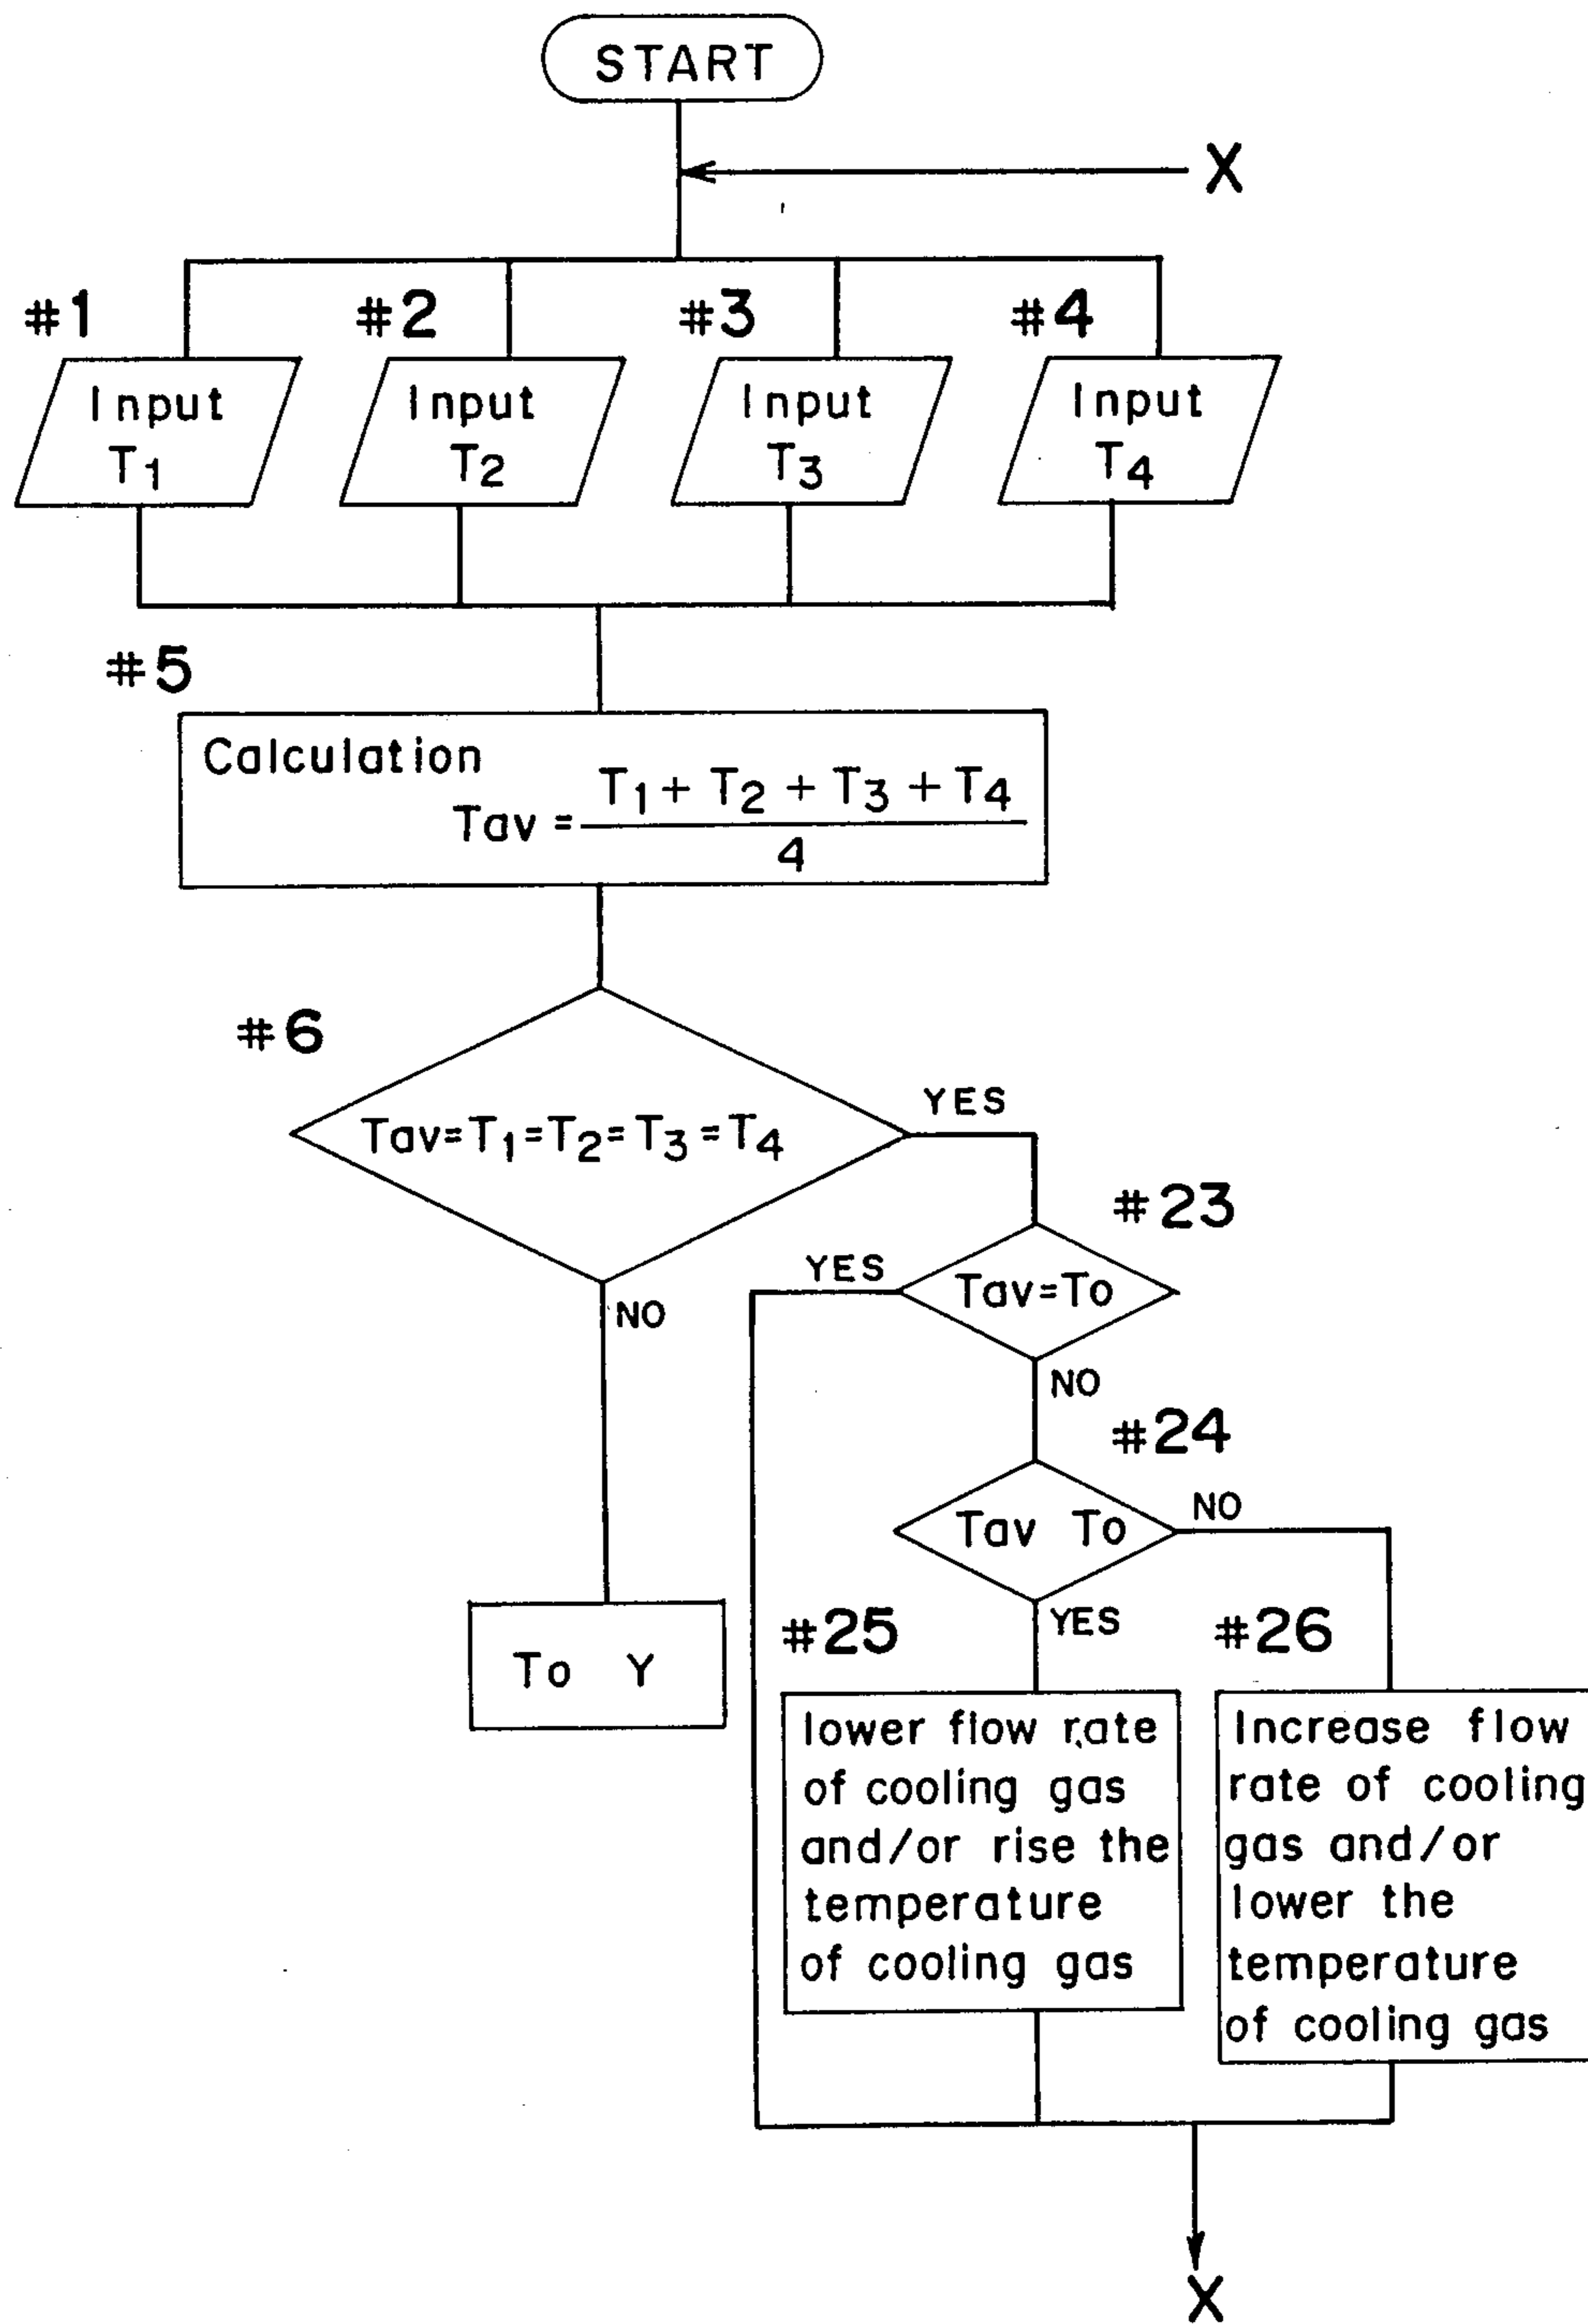 START
X
#1
#2
#3
#4
Input
T1
Input
T2
Input
T3
Input
T4
#5
Calculation
Tav = (T1 + T2 + T3 + T4) / 4
#6
Tav=T1=T2=T3=T4
YES
NO
#23
YES
Tav=To
NO
#24
Tav To
NO
YES
To Y
#25
lower flow rate
of cooling gas
and/or rise the
temperature
of cooling gas
#26
Increase flow
rate of cooling
gas and/or
lower the
temperature
of cooling gas
X